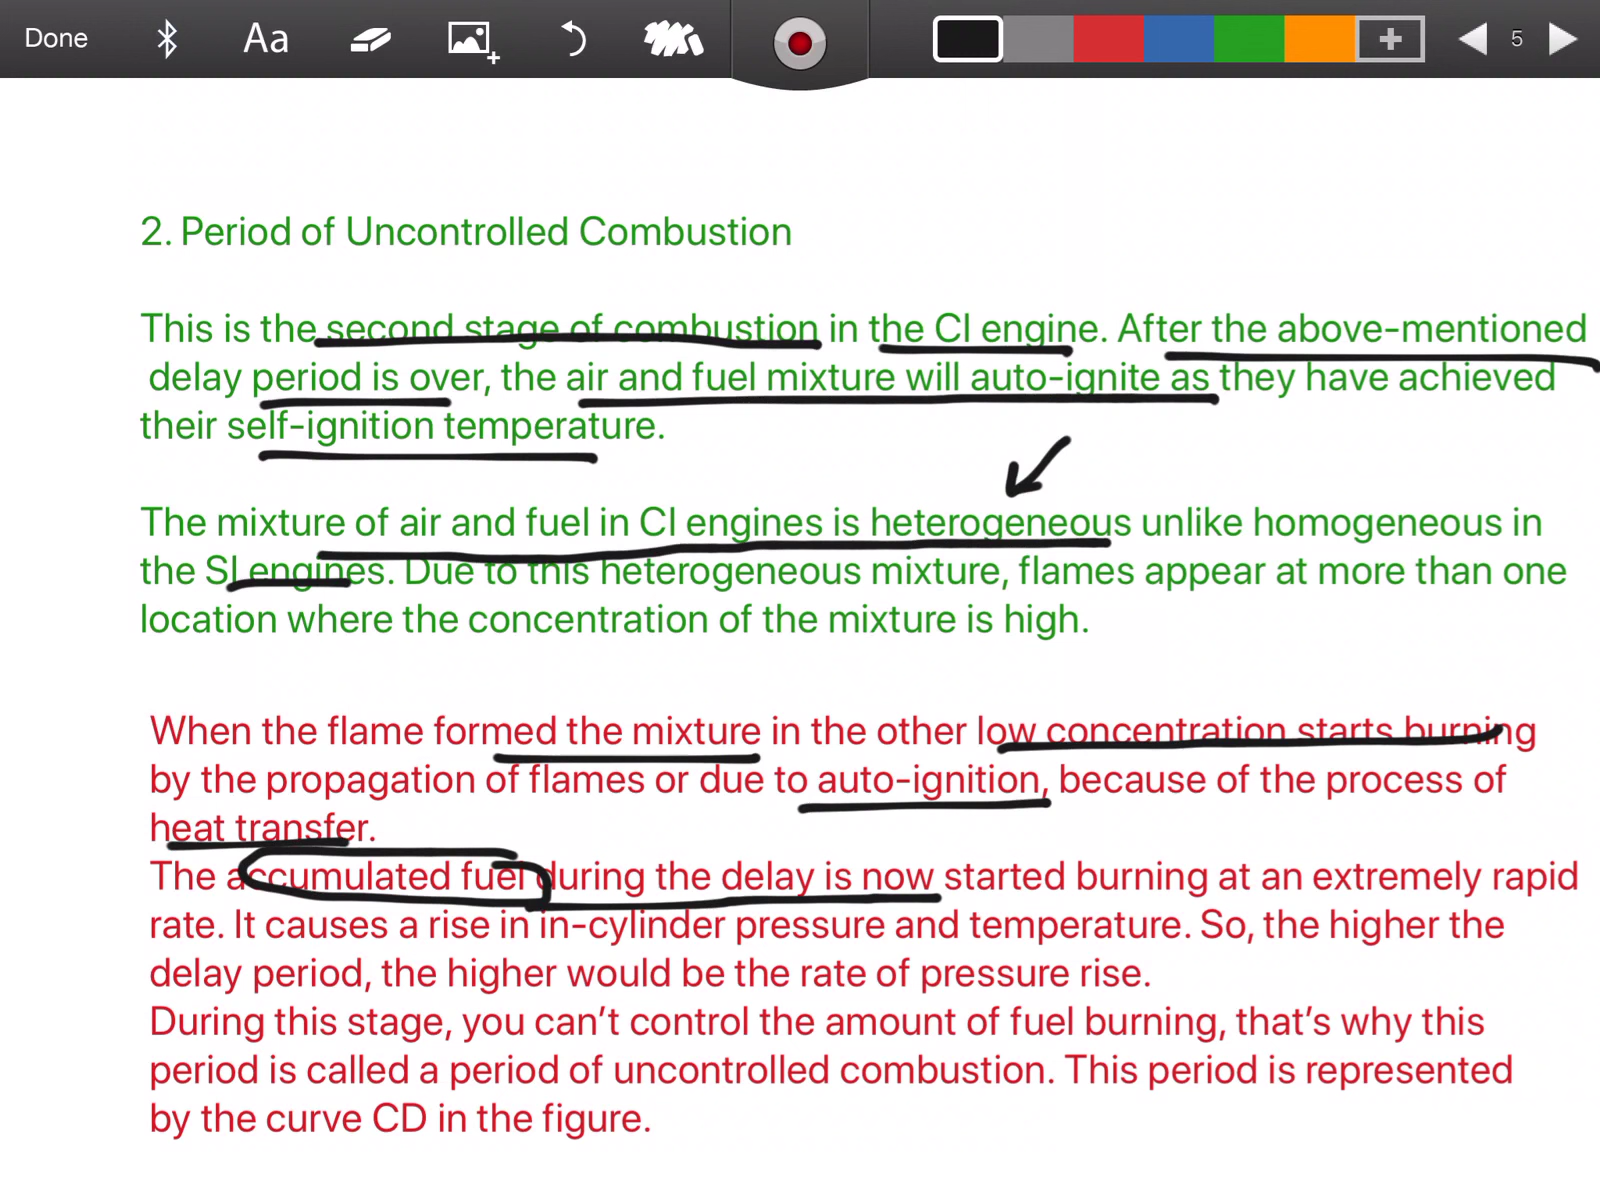 Done Aa 5
2. Period of Uncontrolled Combustion
This is the second stage of combustion in the CI engine. After the above-mentioned
delay period is over, the air and fuel mixture will auto-ignite as they have achieved
their self-ignition temperature.
The mixture of air and fuel in CI engines is heterogeneous unlike homogeneous in
the SI engines. Due to this heterogeneous mixture, flames appear at more than one
location where the concentration of the mixture is high.
When the flame formed the mixture in the other low concentration starts burning
by the propagation of flames or due to auto-ignition, because of the process of
heat transfer.
The accumulated fuel during the delay is now started burning at an extremely rapid
rate. It causes a rise in in-cylinder pressure and temperature. So, the higher the
delay period, the higher would be the rate of pressure rise.
During this stage, you can’t control the amount of fuel burning, that’s why this
period is called a period of uncontrolled combustion. This period is represented
by the curve CD in the figure.